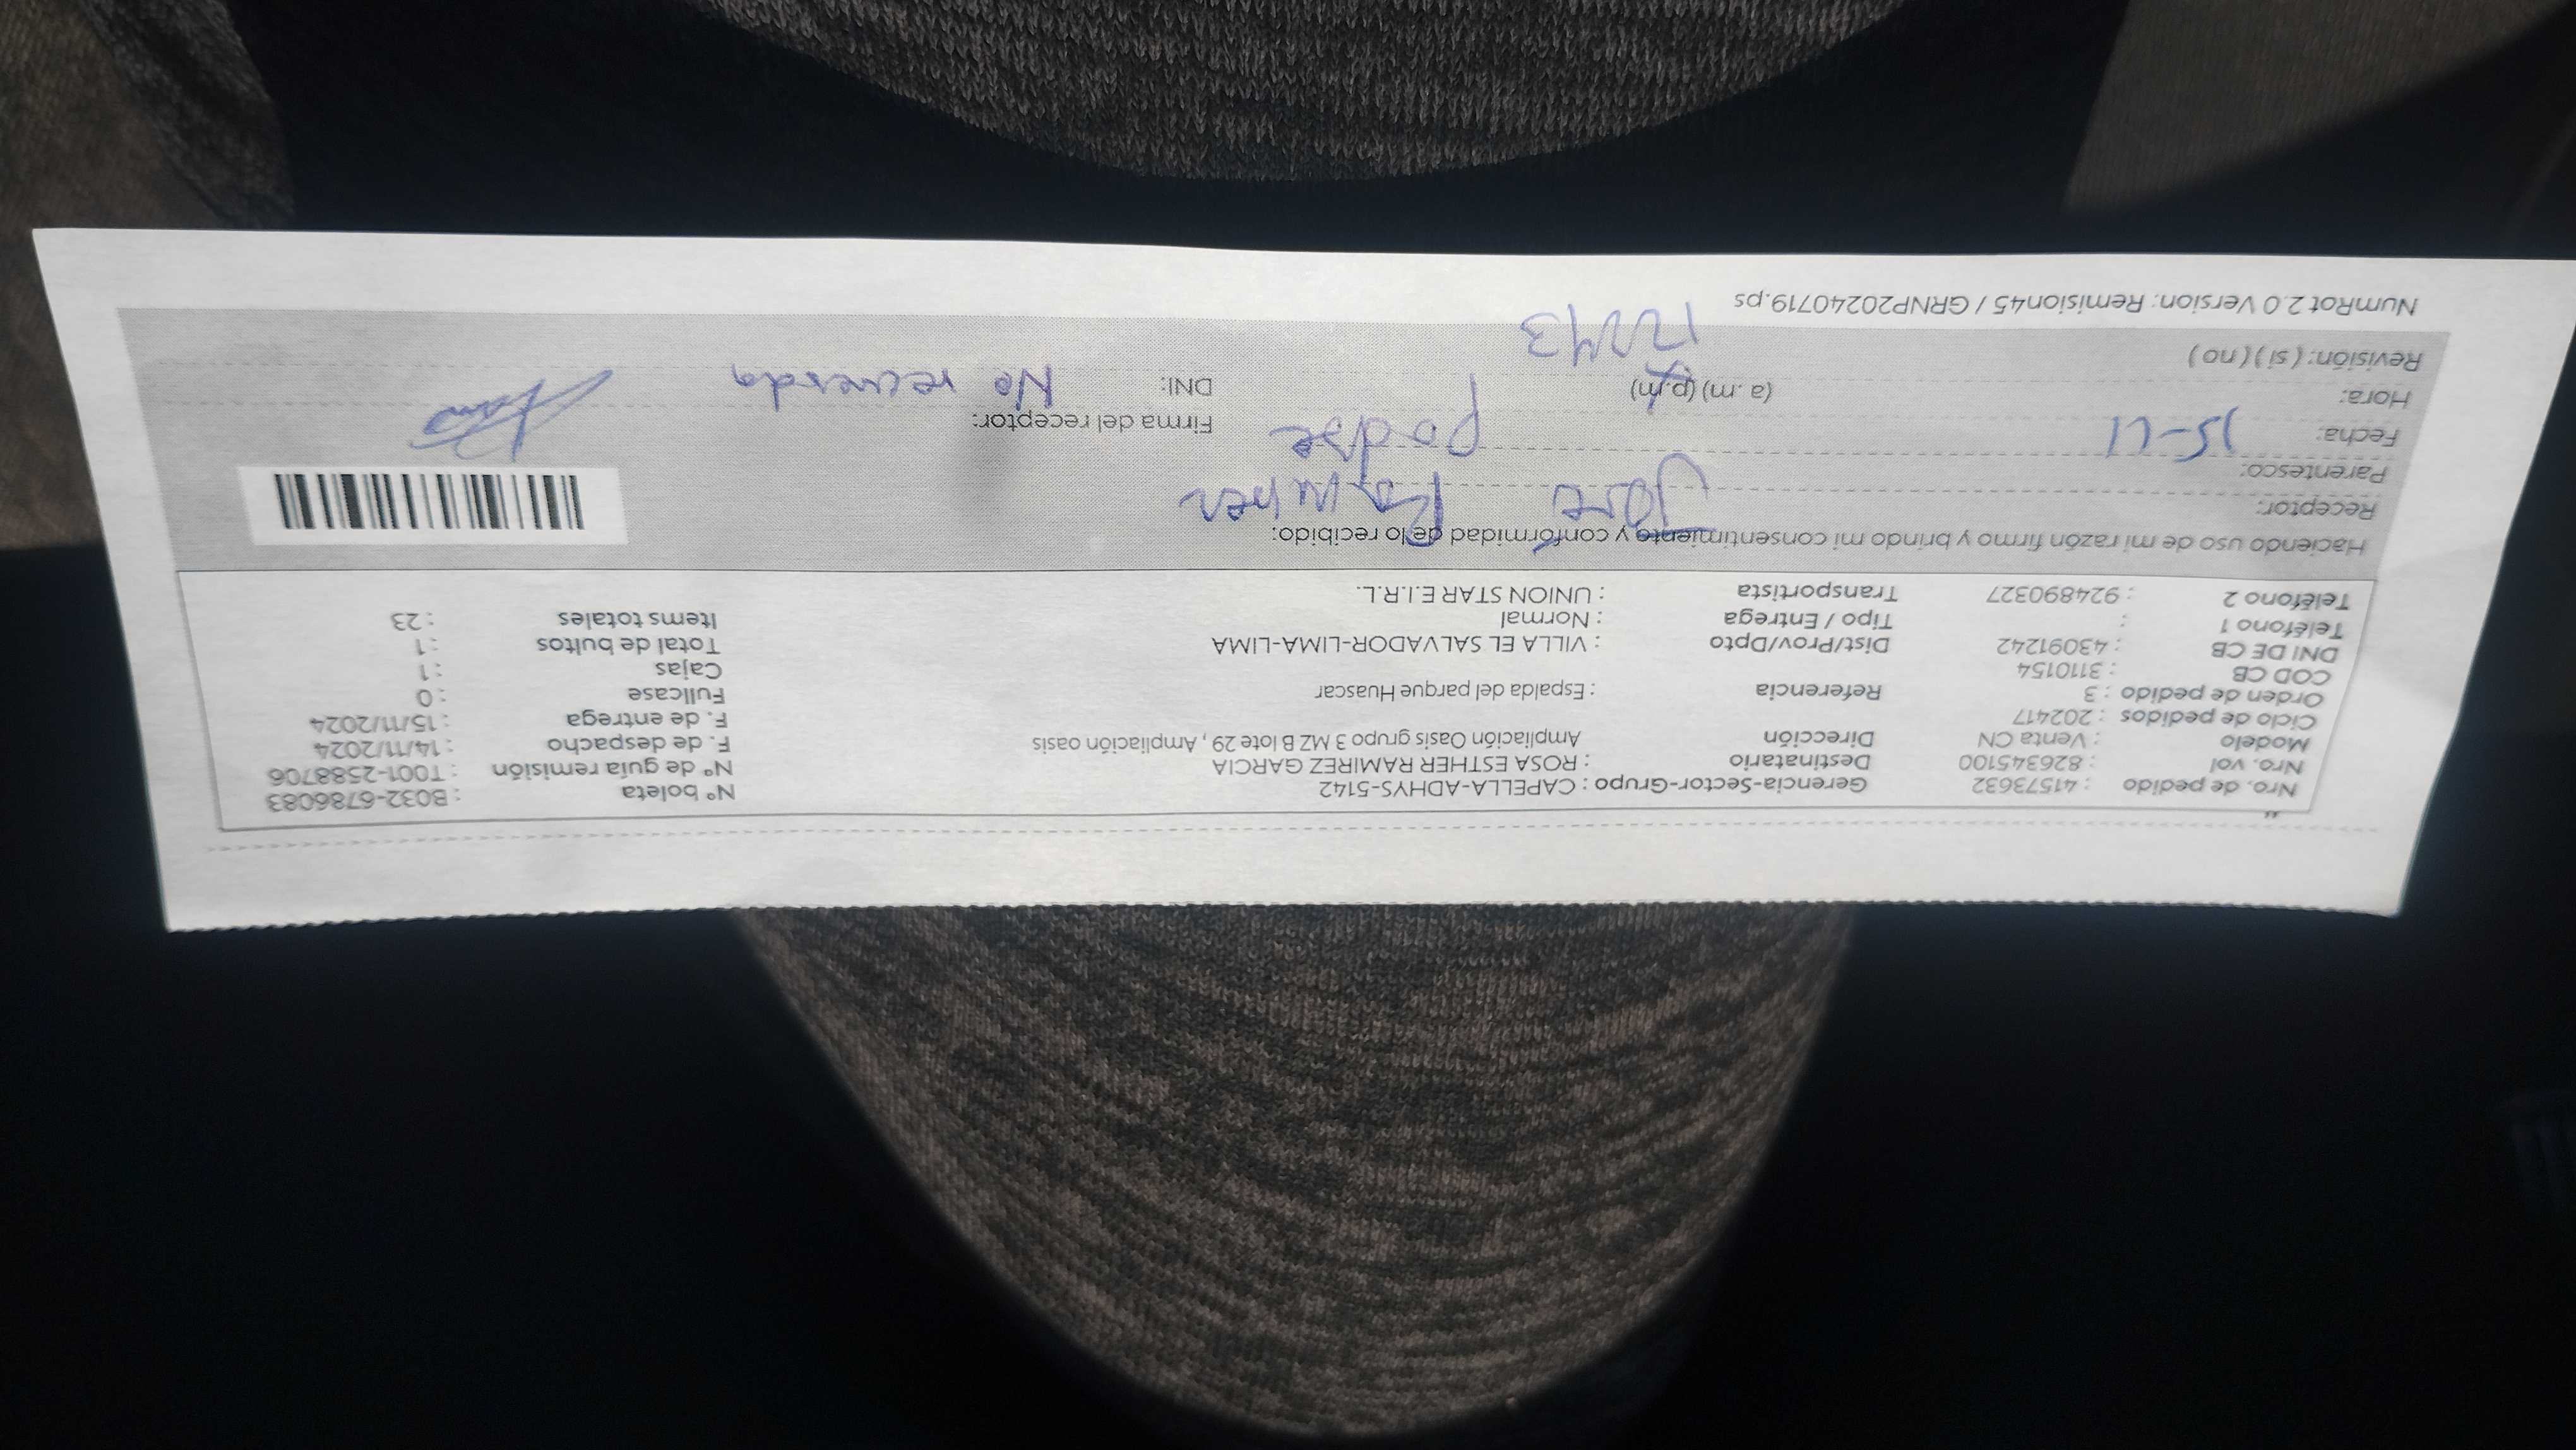 Nro. de pedido : 41573632 Gerencia-Sector-Grupo : CAPELLA-ADHYS-5142 N° boleta : B032-6786083
Nro. vol : 826345100 Destinatario : ROSA ESTHER RAMIREZ GARCIA N° de guía remisión : T001-2588706
Modelo : Venta CN Dirección Ampliación Oasis grupo 3 MZ B lote 29 , Ampliación oasis F. de despacho : 14/11/2024
Ciclo de pedidos : 202417 F. de entrega : 15/11/2024
Orden de pedido : 3 Referencia : Espalda del parque Huascar Fullcase : 0
COD CB : 3110154 Cajas : 1
DNI DE CB : 43091242 Dist/Prov/Dpto : VILLA EL SALVADOR-LIMA-LIMA Total de bultos : 1
Teléfono 1 : Tipo / Entrega : Normal Items totales : 23
Teléfono 2 : 924890327 Transportista : UNION STAR E.I.R.L.
Haciendo uso de mi razón firmo y brindo mi consentimiento y conformidad de lo recibido:
Receptor: Jose
Parentesco: padre
Fecha: 15-11 Firma del receptor:
Hora: (a .m) (p.m) DNI: No recuerda
Revisión: ( si ) ( no ) 12:43
NumRot 2.0 Version: Remision45 / GRNP20240719.ps